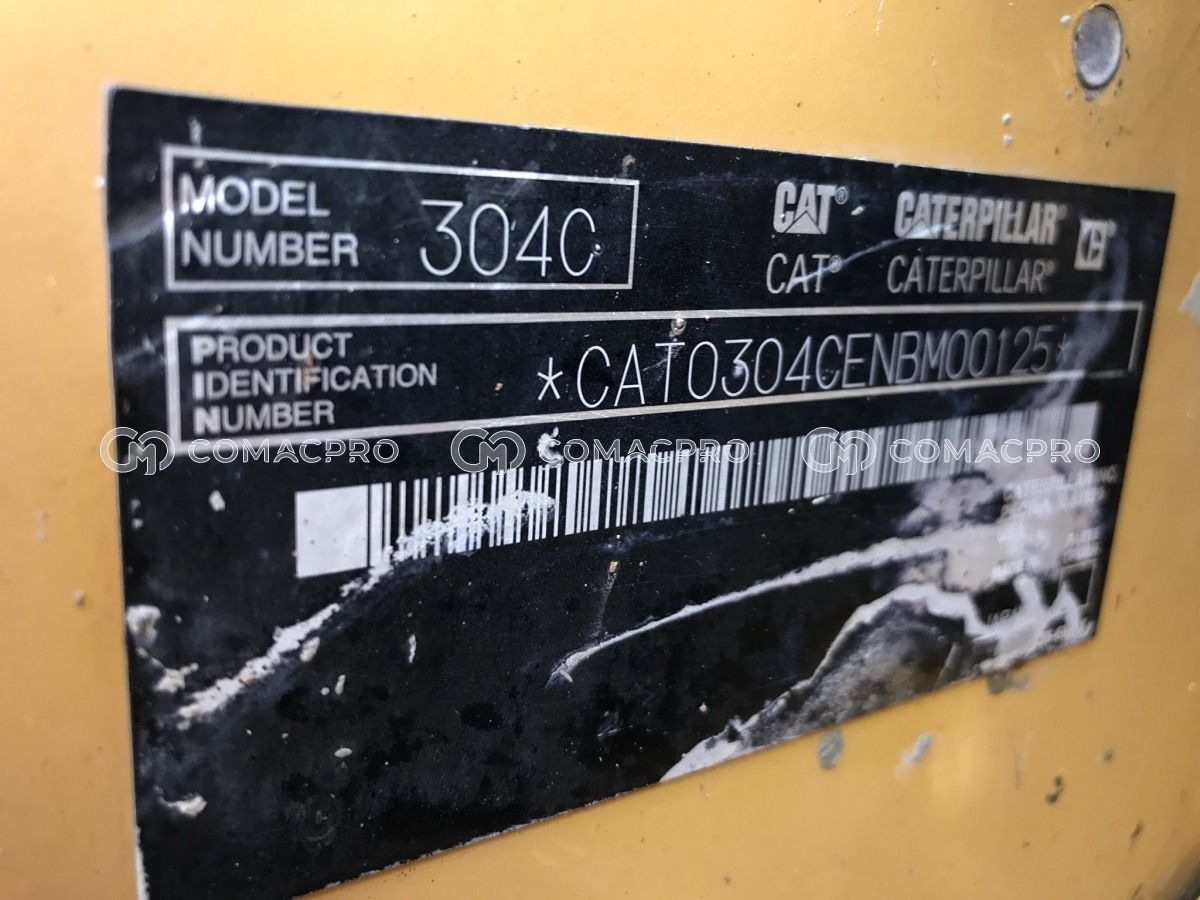 MODEL
NUMBER 304C
CAT® CATERPILLAR®
CAT® CATERPILLAR®
PRODUCT
IDENTIFICATION
NUMBER
*CAT0304CENBM00125*
COMACPRO COMACPRO COMACPRO